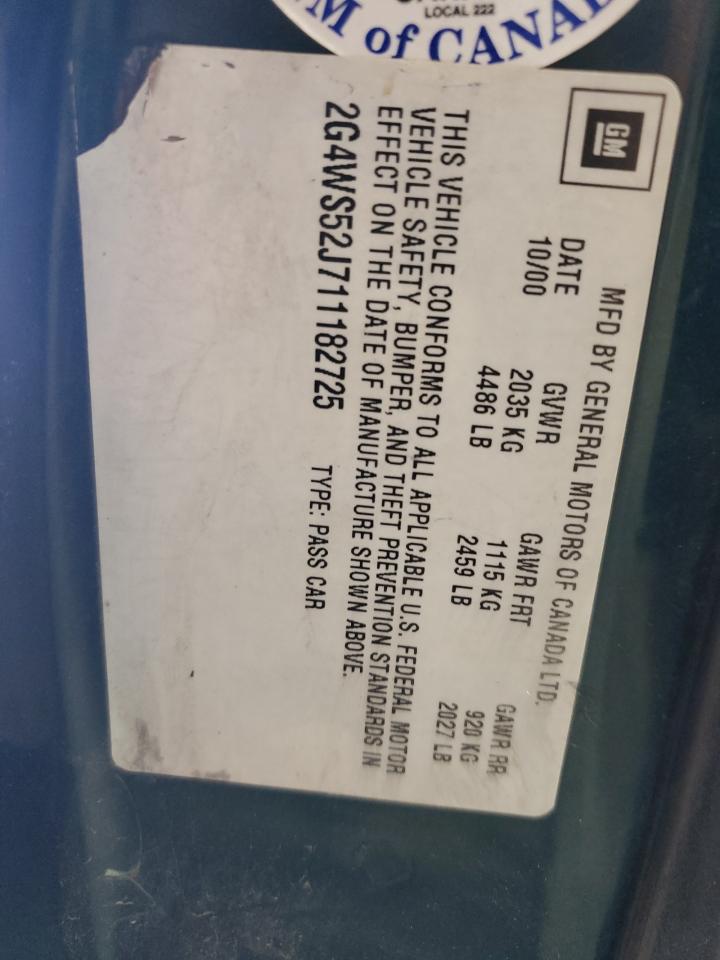 LOCAL 222
of CANA
GM
MFD BY GENERAL MOTORS OF CANADA LTD.
DATE GVWR GAWR FRT GAWR RR
10/00 2035 KG 1115 KG 920 KG
4486 LB 2459 LB 2027 LB
THIS VEHICLE CONFORMS TO ALL APPLICABLE U.S. FEDERAL MOTOR
VEHICLE SAFETY, BUMPER, AND THEFT PREVENTION STANDARDS IN
EFFECT ON THE DATE OF MANUFACTURE SHOWN ABOVE.
2G4WS52J711182725 TYPE: PASS CAR